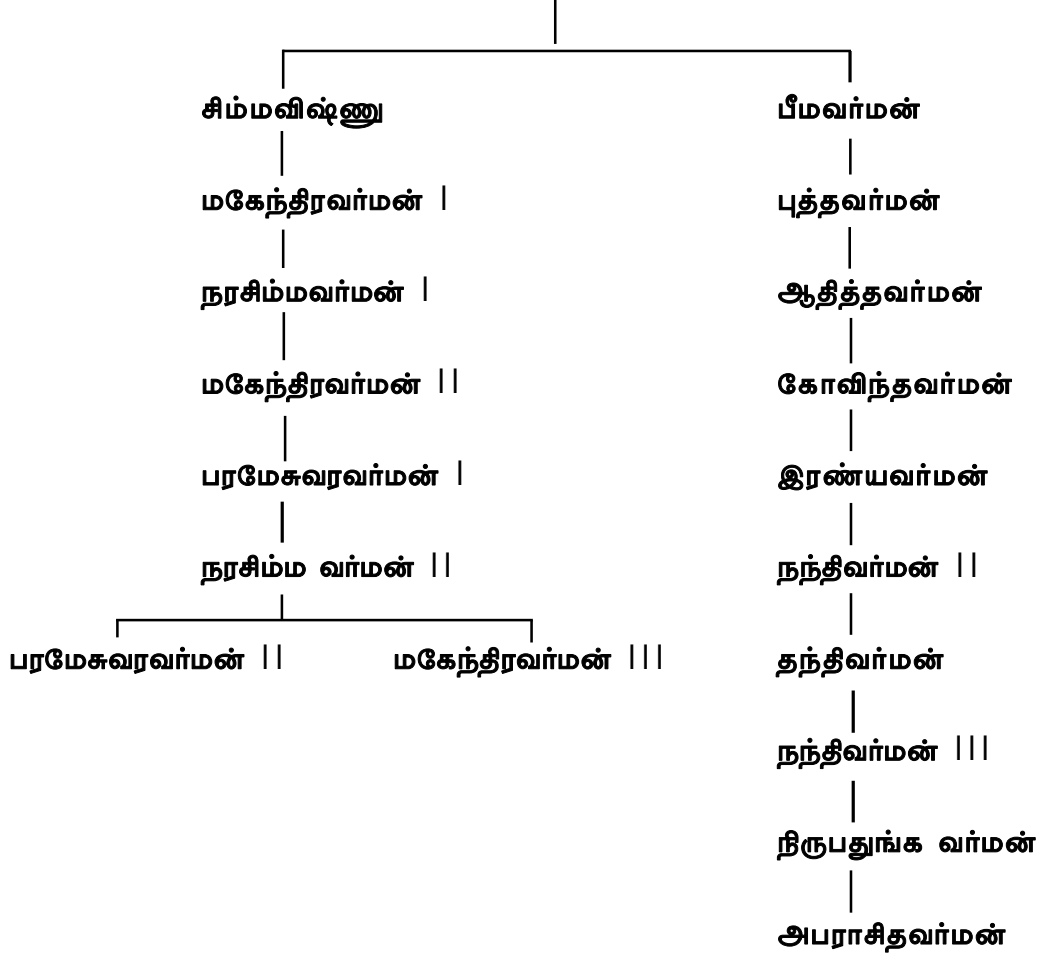 சிம்மவிஷ்ணு பீமவர்மன்
மகேந்திரவர்மன் I புத்தவர்மன்
நரசிம்மவர்மன் I ஆதித்தவர்மன்
மகேந்திரவர்மன் II கோவிந்தவர்மன்
பரமேசுவரவர்மன் I இரண்யவர்மன்
நரசிம்ம வர்மன் II நந்திவர்மன் II
பரமேசுவரவர்மன் II மகேந்திரவர்மன் III தந்திவர்மன்
நந்திவர்மன் III
நிருபதுங்க வர்மன்
அபராசிதவர்மன்